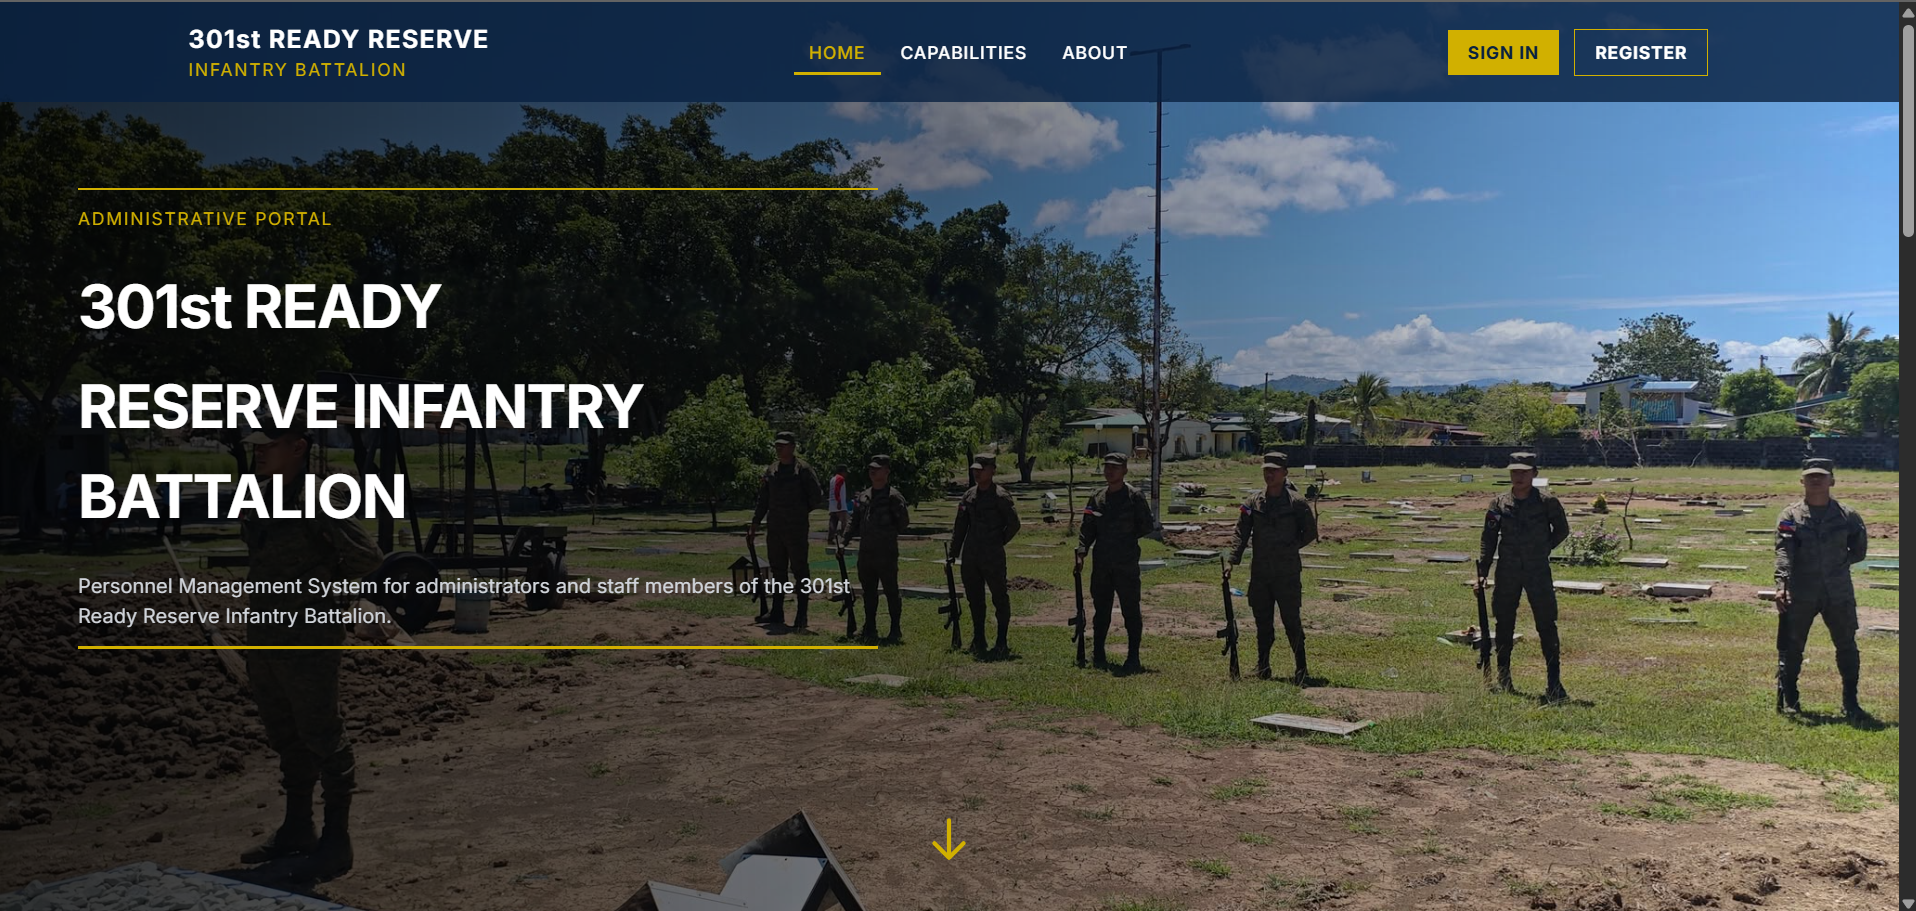 301st READY RESERVE
INFANTRY BATTALION
HOME
CAPABILITIES
ABOUT
SIGN IN
REGISTER
ADMINISTRATIVE PORTAL
301st READY
RESERVE INFANTRY
BATTALION
Personnel Management System for administrators and staff members of the 301st
Ready Reserve Infantry Battalion.